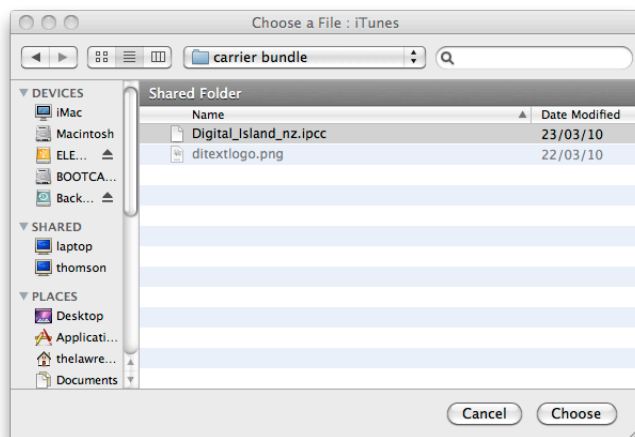 Choose a File : iTunes
carrier bundle
DEVICES
iMac
Macintosh
ELE...
BOOTCA...
Back...
SHARED
laptop
thomson
PLACES
Desktop
Applicati...
thelawre...
Documents
Shared Folder
Name Date Modified
Digital_Island_nz.ipcc 23/03/10
ditextlogo.png 22/03/10
Cancel Choose